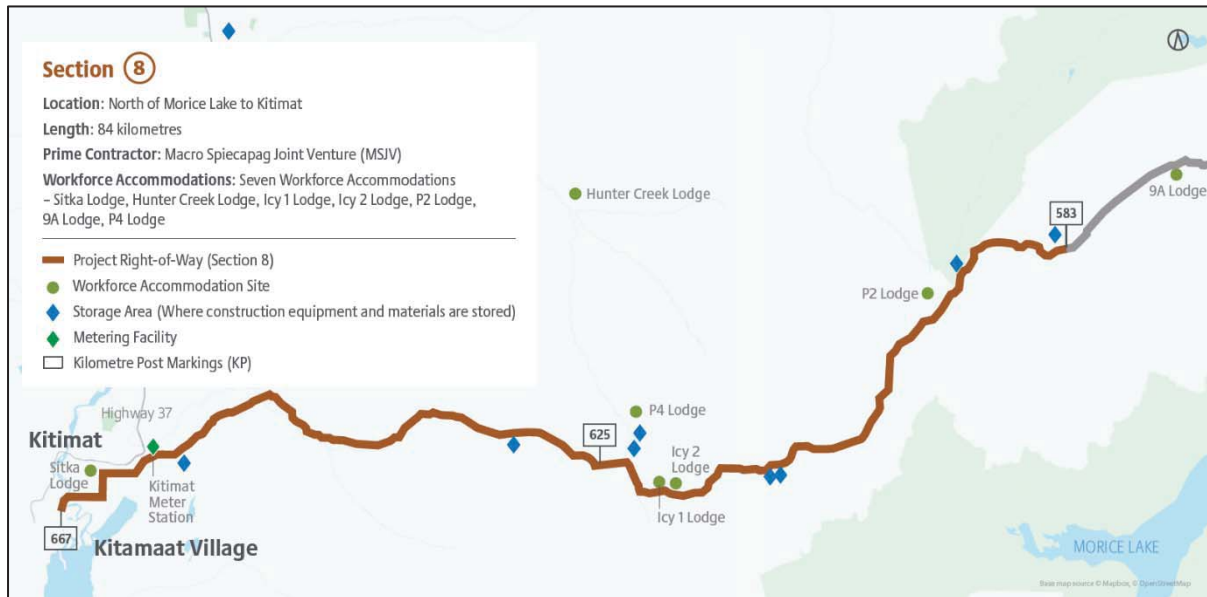 Section 8
Location: North of Morice Lake to Kitimat
Length: 84 kilometres
Prime Contractor: Macro Spiecapag Joint Venture (MSJV)
Workforce Accommodations: Seven Workforce Accommodations
– Sitka Lodge, Hunter Creek Lodge, Icy 1 Lodge, Icy 2 Lodge, P2 Lodge,
9A Lodge, P4 Lodge
Project Right-of-Way (Section 8)
Workforce Accommodation Site
Storage Area (Where construction equipment and materials are stored)
Metering Facility
Kilometre Post Markings (KP)
Hunter Creek Lodge
9A Lodge
583
P2 Lodge
Highway 37
P4 Lodge
Kitimat
625
Icy 2
Lodge
Sitka
Lodge
Kitimat
Meter
Station
Icy 1 Lodge
667
Kitamaat Village
MORICE LAKE
Base map source © Mapbox, © OpenStreetMap